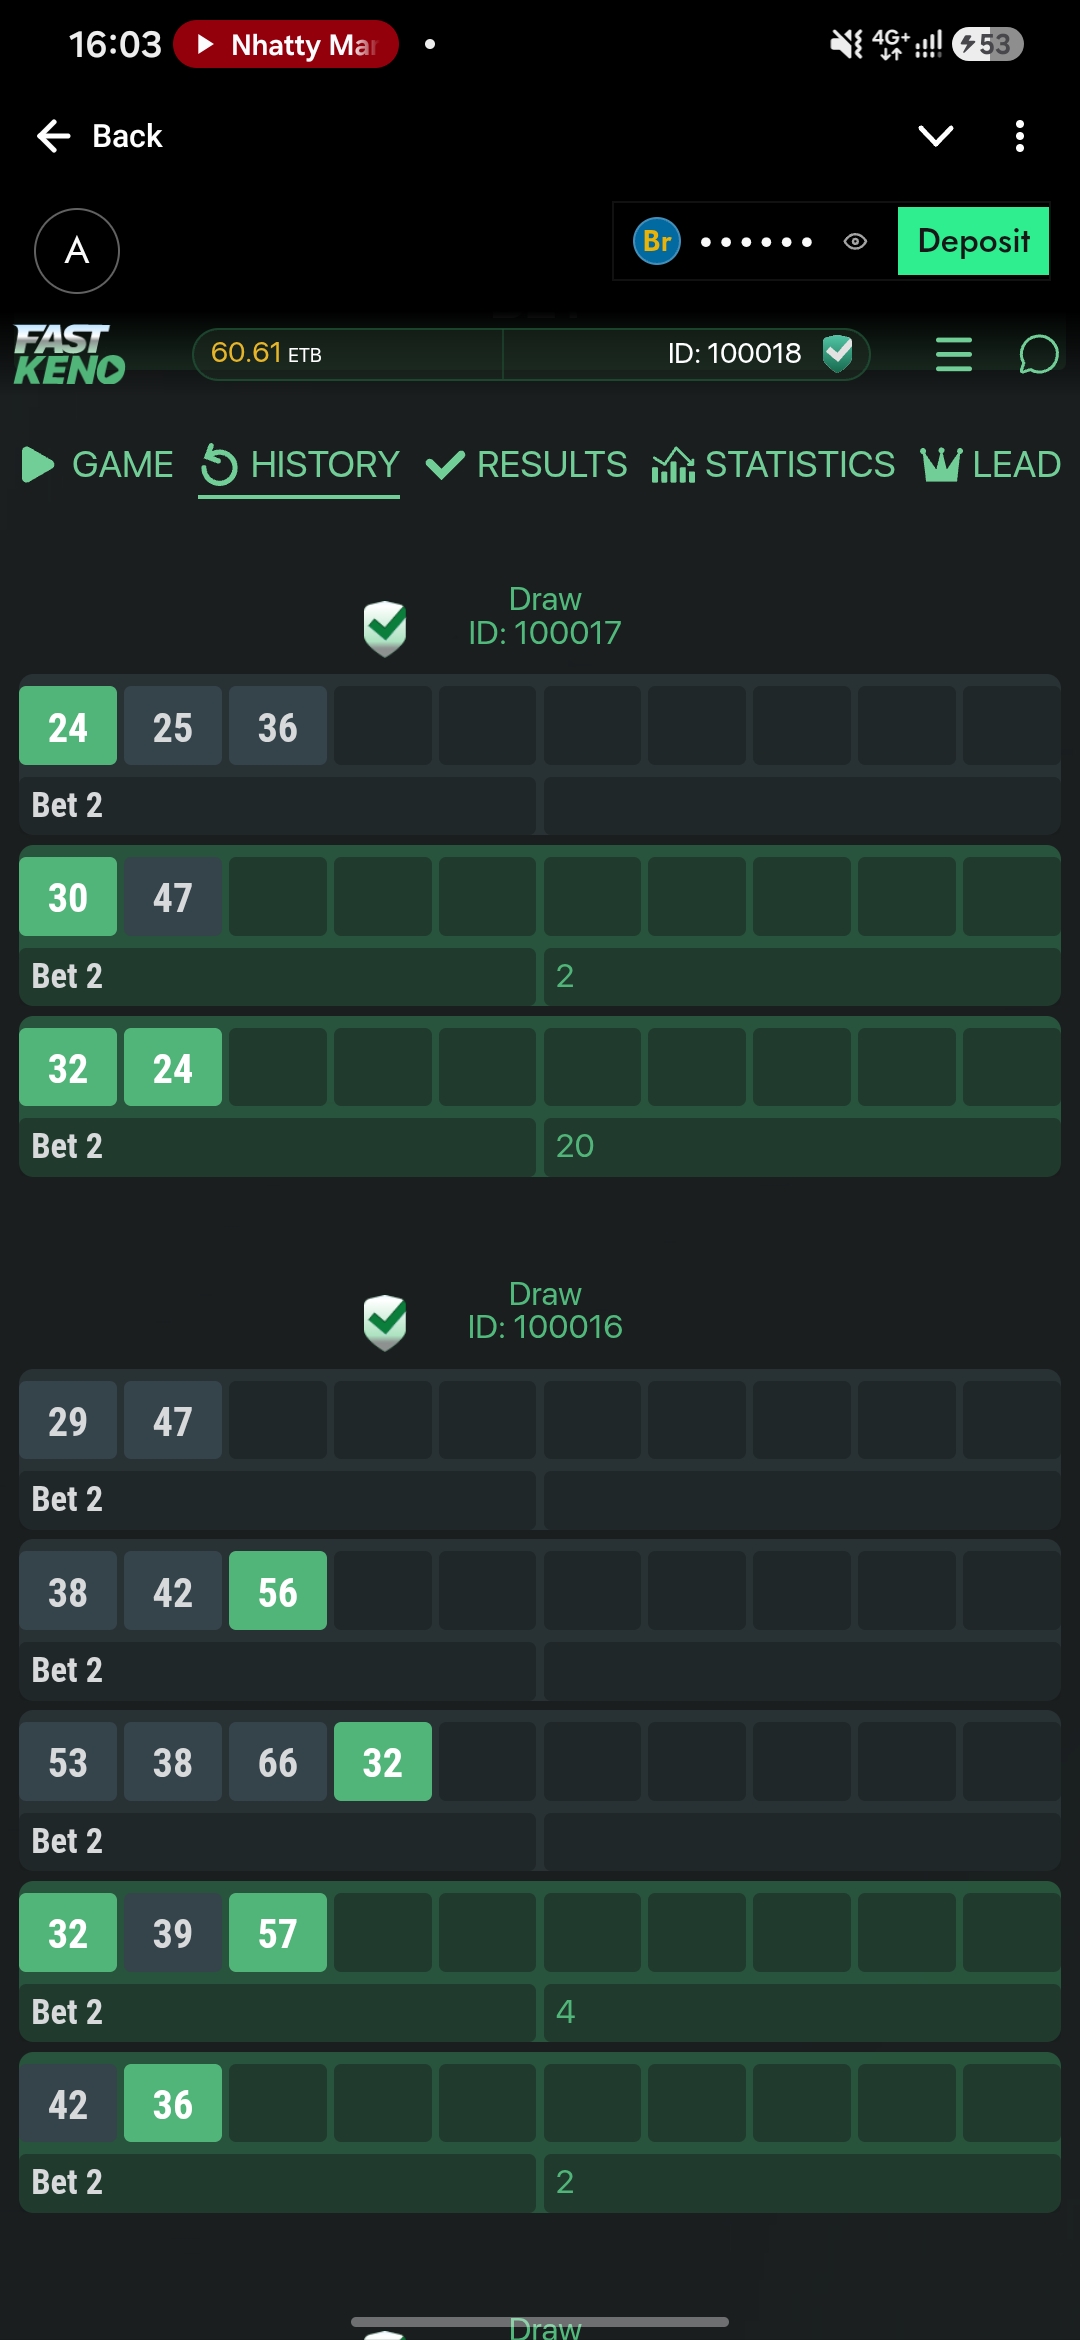 16:03
Nhatty Mar
4G+
53
Back
A
Br
Deposit
FAST
KENO
60.61 ETB
ID: 100018
GAME
HISTORY
RESULTS
STATISTICS
LEAD
Draw
ID: 100017
24 25 36
Bet 2
30 47
Bet 2 2
32 24
Bet 2 20
Draw
ID: 100016
29 47
Bet 2
38 42 56
Bet 2
53 38 66 32
Bet 2
32 39 57
Bet 2 4
42 36
Bet 2 2
Draw